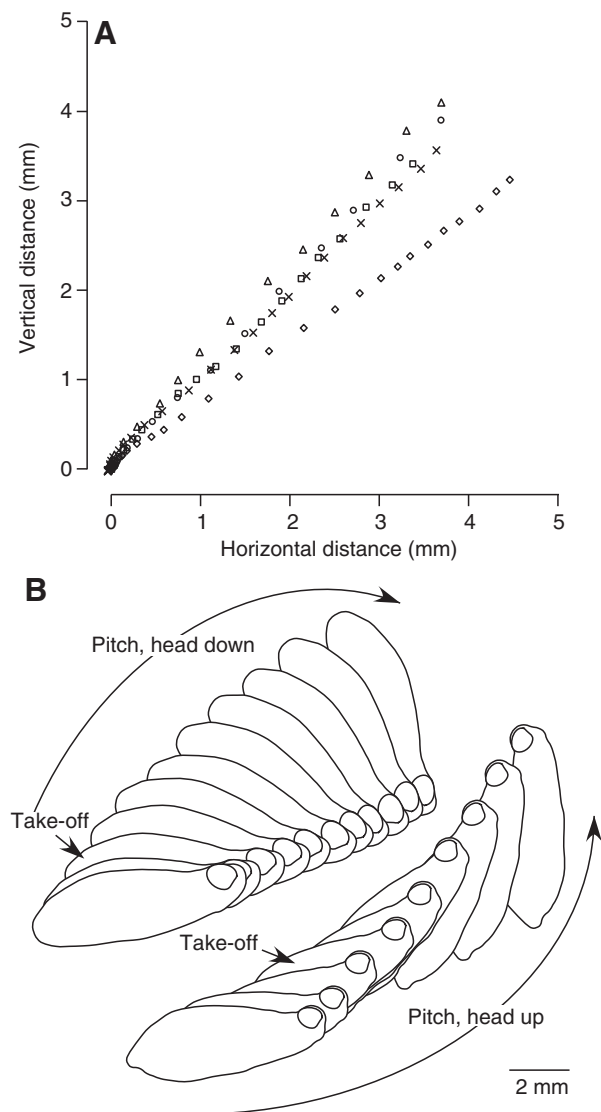 A
5
4
3
2
1
0
Vertical distance (mm)
0 1 2 3 4 5
Horizontal distance (mm)
B
Pitch, head down
Take-off
Take-off
Pitch, head up
2 mm